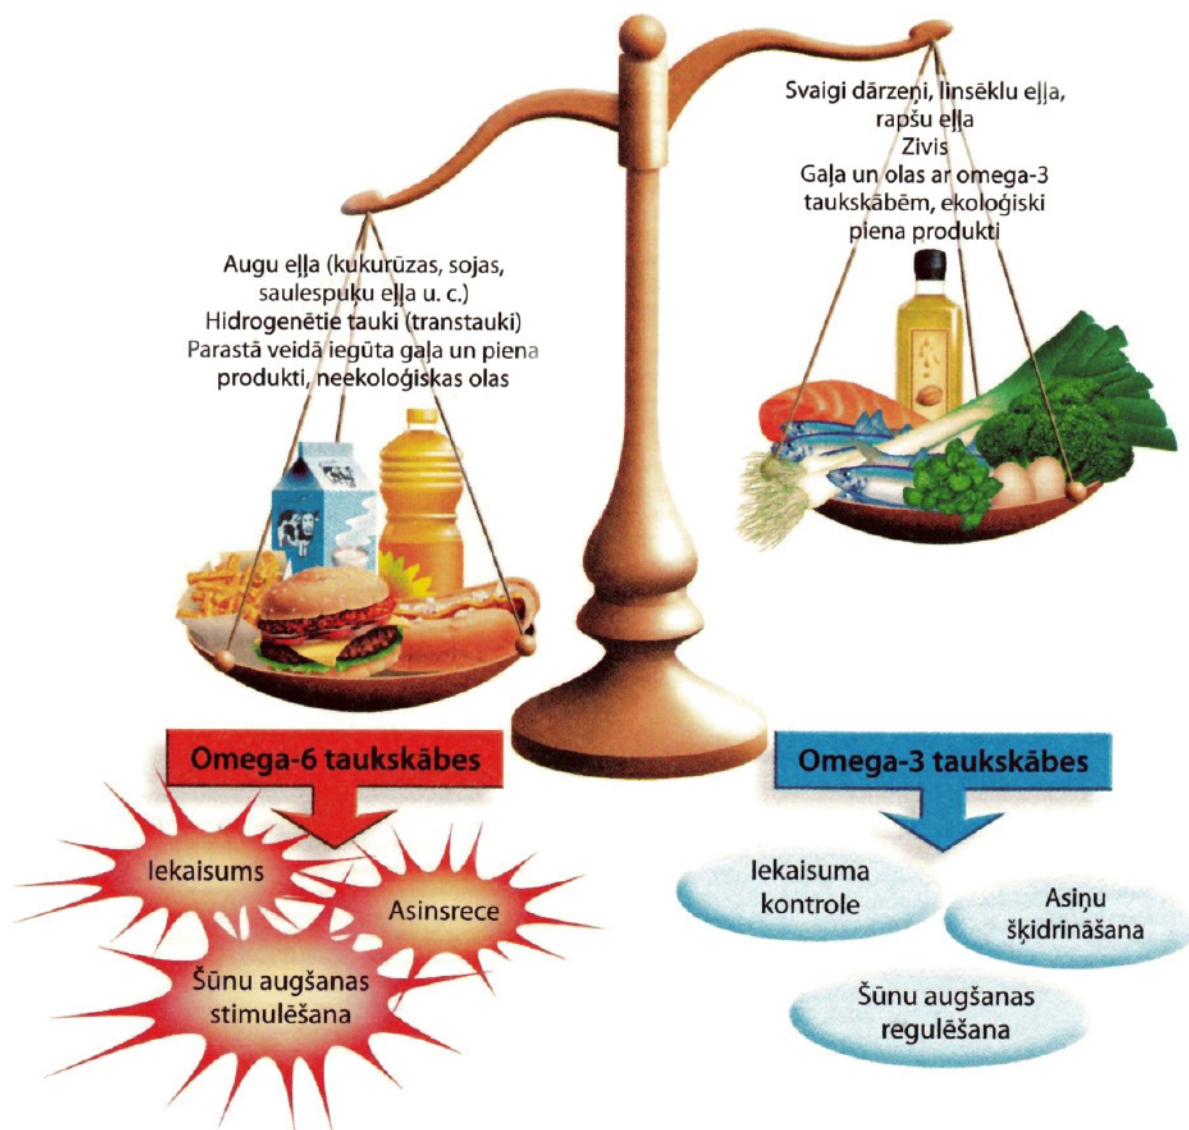 Svaigi dārzeņi, linsēklu eļļa,
rapšu eļļa
Zivis
Gaļa un olas ar omega-3
taukskābēm, ekoloģiski
piena produkti
Augu eļļa (kukurūzas, sojas,
saulespuku eļļa u. c.)
Hidrogenētie tauki (transtauki)
Parastā veidā iegūta gaļa un piena
produkti, neekoloģiskas olas
Omega-6 taukskābes
Iekaisums
Asinsrece
Šūnu augšanas
stimulēšana
Omega-3 taukskābes
Iekaisuma
kontrole
Asiņu
šķidrināšana
Šūnu augšanas
regulēšana